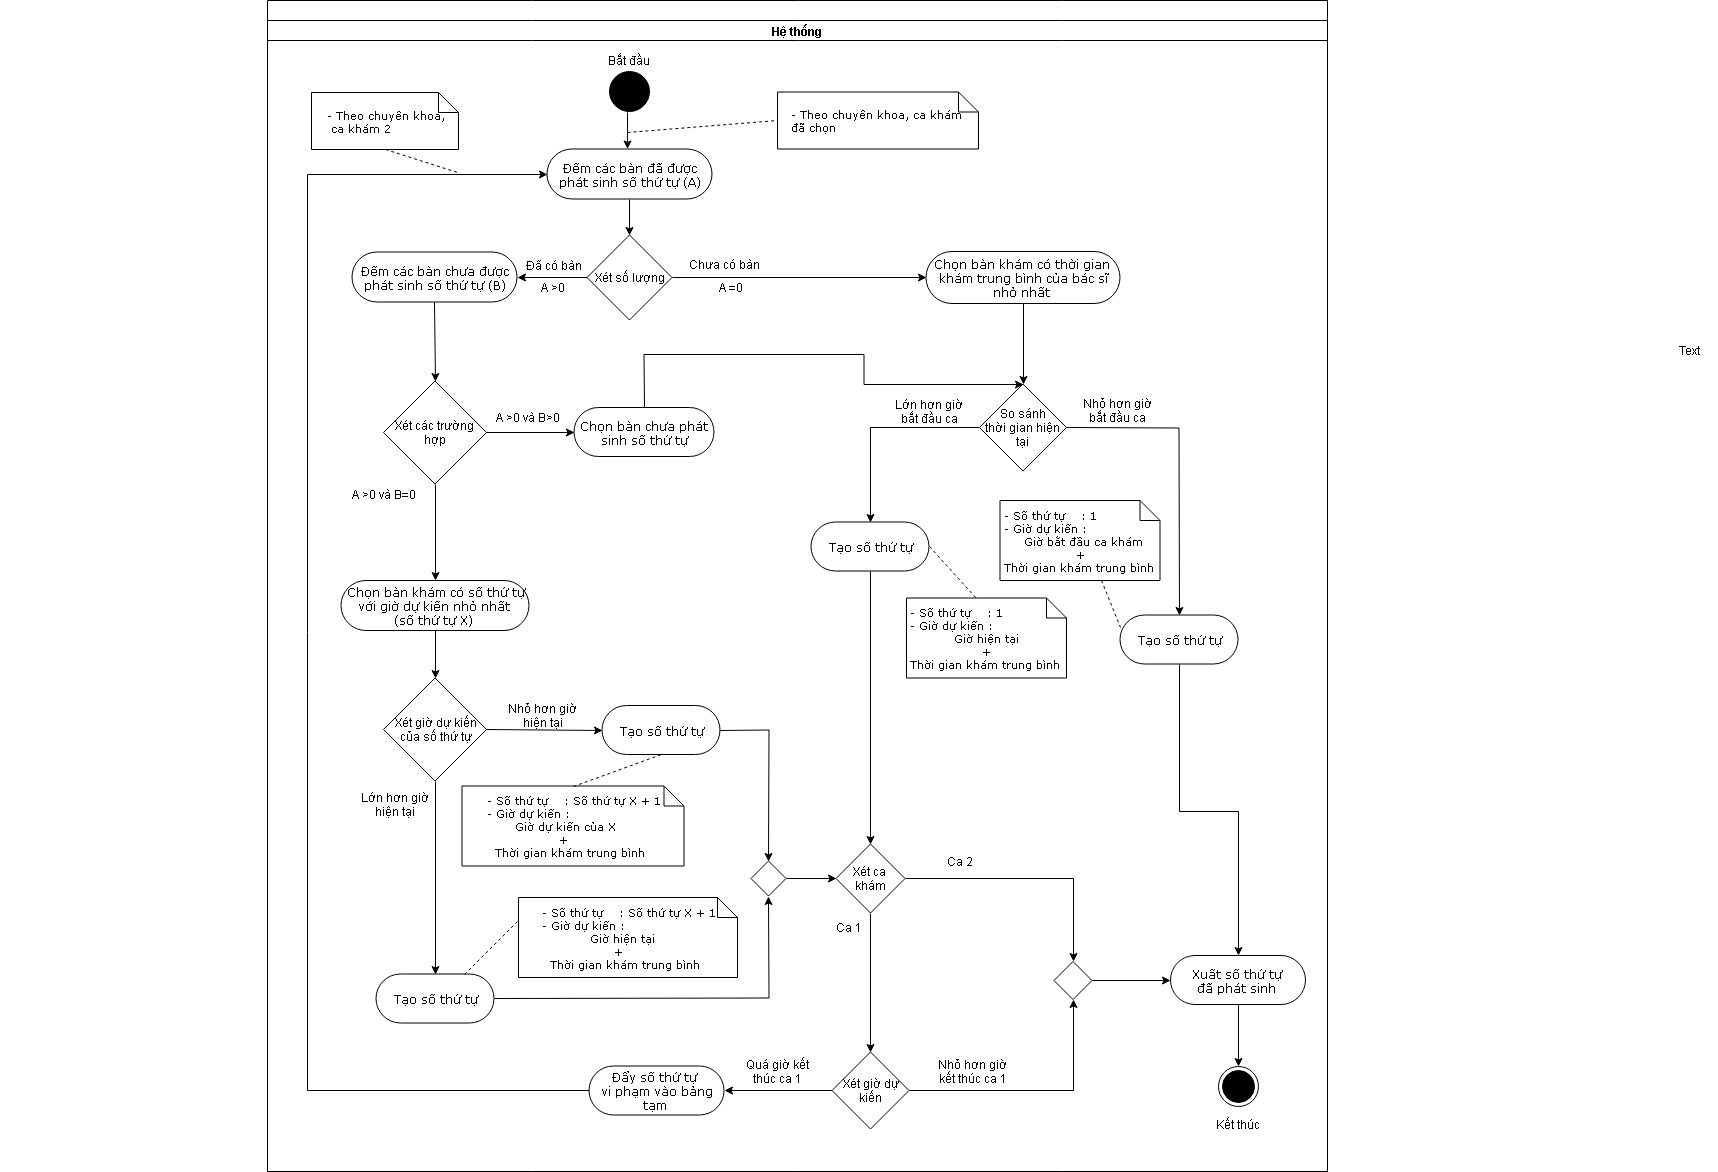 Hệ thống
Bắt đầu
- Theo chuyên khoa,
ca khám 2
- Theo chuyên khoa, ca khám
đã chọn
Đếm các bàn đã được
phát sinh số thứ tự (A)
Đếm các bàn chưa được
phát sinh số thứ tự (B)
Đã có bàn
A >0
Xét số lượng
Chưa có bàn
A =0
Chọn bàn khám có thời gian
khám trung bình của bác sĩ
nhỏ nhất
Text
Xét các trường
hợp
A >0 và B>0
Chọn bàn chưa phát
sinh số thứ tự
Lớn hơn giờ
bắt đầu ca
So sánh
thời gian hiện
tại
Nhỏ hơn giờ
bắt đầu ca
A >0 và B=0
- Số thứ tự : 1
- Giờ dự kiến :
Giờ bắt đầu ca khám
+
Thời gian khám trung bình
Tạo số thứ tự
Chọn bàn khám có số thứ tự
với giờ dự kiến nhỏ nhất
(số thứ tự X)
- Số thứ tự : 1
- Giờ dự kiến :
Giờ hiện tại
+
Thời gian khám trung bình
Tạo số thứ tự
Xét giờ dự kiến
của số thứ tự
Nhỏ hơn giờ
hiện tại
Tạo số thứ tự
Lớn hơn giờ
hiện tại
- Số thứ tự : Số thứ tự X + 1
- Giờ dự kiến :
Giờ dự kiến của X
+
Thời gian khám trung bình
Xét ca
khám
Ca 2
Ca 1
- Số thứ tự : Số thứ tự X + 1
- Giờ dự kiến :
Giờ hiện tại
+
Thời gian khám trung bình
Tạo số thứ tự
Xuất số thứ tự
đã phát sinh
Đẩy số thứ tự
vi phạm vào bảng
tạm
Quá giờ kết
thúc ca 1
Xét giờ dự
kiến
Nhỏ hơn giờ
kết thúc ca 1
Kết thúc